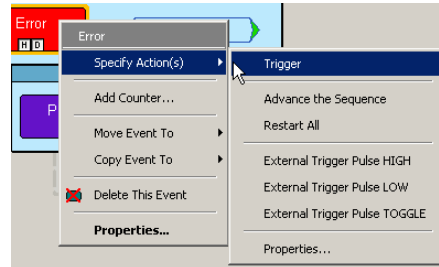 Error
H D
P
Error
Specify Action(s)
Add Counter...
Move Event To
Copy Event To
Delete This Event
Properties...
Trigger
Advance the Sequence
Restart All
External Trigger Pulse HIGH
External Trigger Pulse LOW
External Trigger Pulse TOGGLE
Properties...